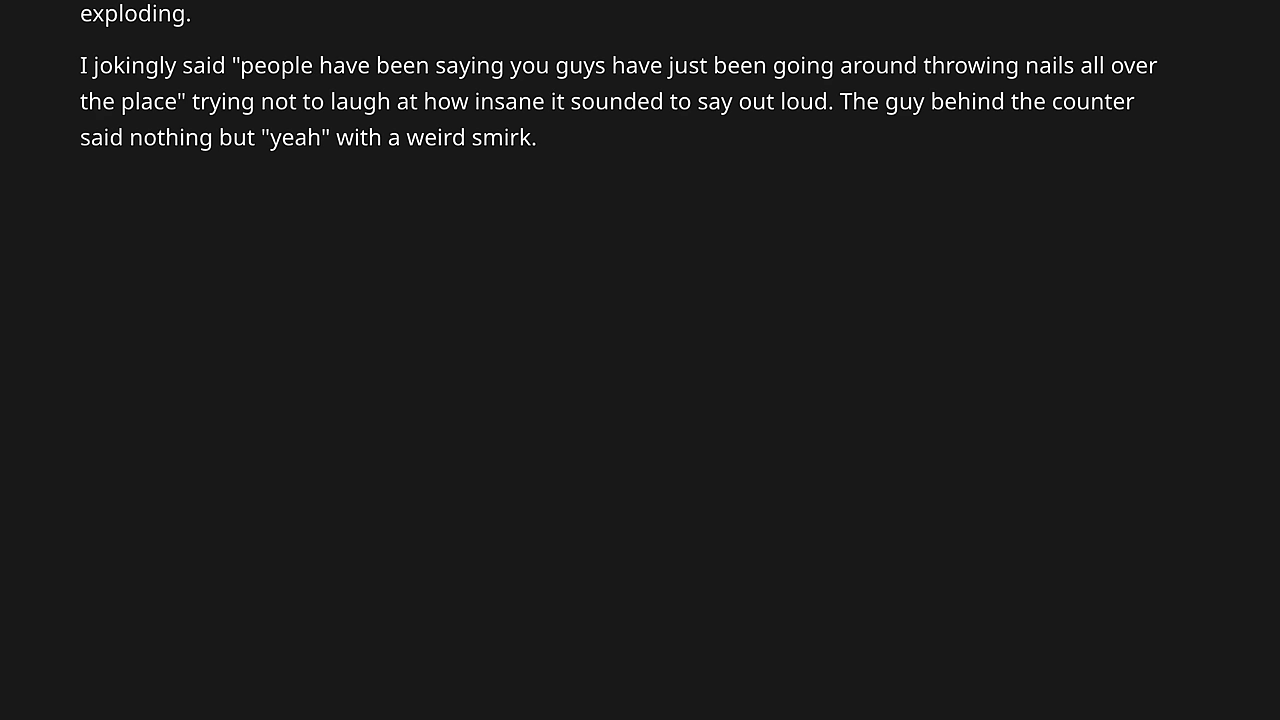 exploding.
I jokingly said "people have been saying you guys have just been going around throwing nails all over
the place" trying not to laugh at how insane it sounded to say out loud. The guy behind the counter
said nothing but "yeah" with a weird smirk.